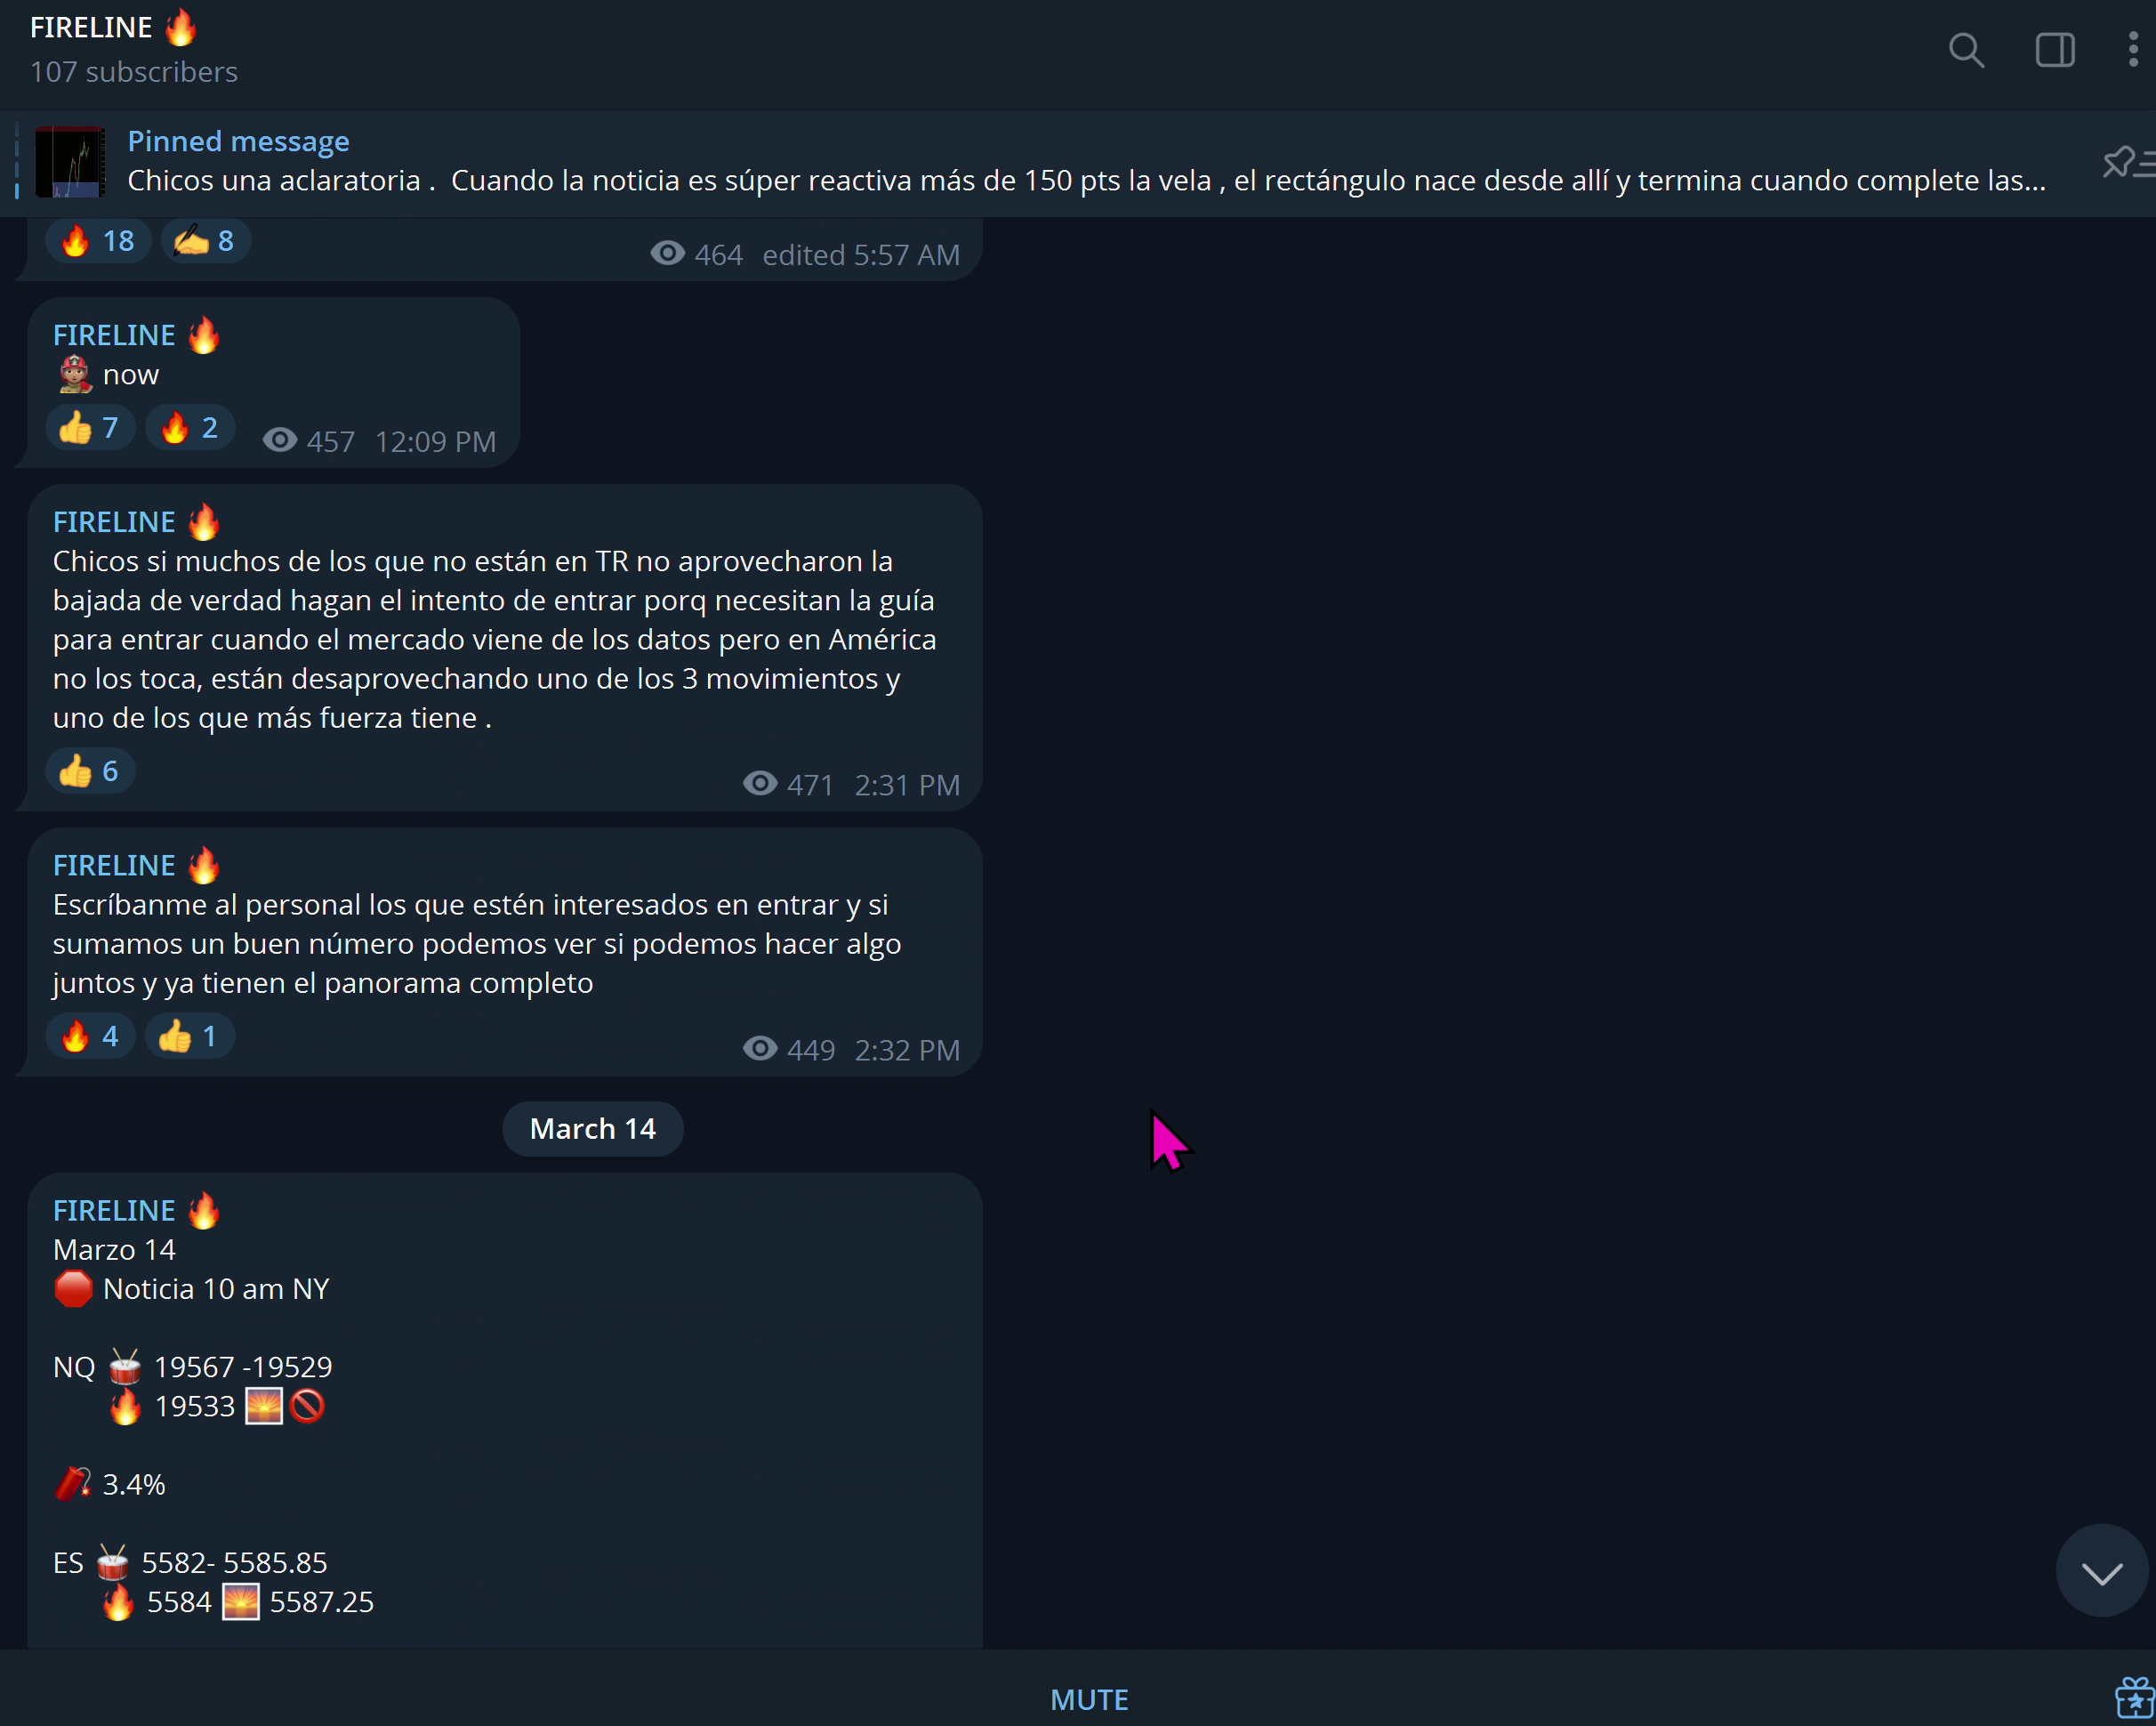 FIRELINE 🔥
107 subscribers
Pinned message
Chicos una aclaratoria .  Cuando la noticia es súper reactiva más de 150 pts la vela , el rectángulo nace desde allí y termina cuando complete las...
🔥 18 ✍️ 8
464 edited 5:57 AM
FIRELINE 🔥
👩🏽‍🚒 now
👍 7 🔥 2 457 12:09 PM
FIRELINE 🔥
Chicos si muchos de los que no están en TR no aprovecharon la
bajada de verdad hagan el intento de entrar porq necesitan la guía
para entrar cuando el mercado viene de los datos pero en América
no los toca, están desaprovechando uno de los 3 movimientos y
uno de los que más fuerza tiene .
👍 6
471 2:31 PM
FIRELINE 🔥
Escríbanme al personal los que estén interesados en entrar y si
sumamos un buen número podemos ver si podemos hacer algo
juntos y ya tienen el panorama completo
🔥 4 👍 1
449 2:32 PM
March 14
FIRELINE 🔥
Marzo 14
🛑 Noticia 10 am NY
NQ 🥁 19567 -19529
🔥 19533 🌅🚫
🧨 3.4%
ES 🥁 5582- 5585.85
🔥 5584 🌅 5587.25
MUTE